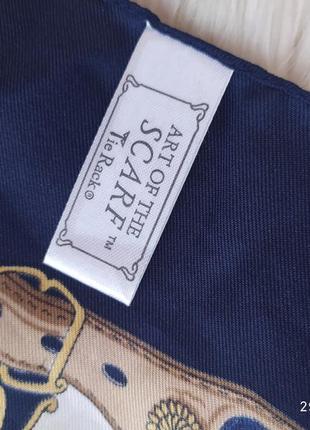 ART OF THE
SCARF™
Tie Rack®